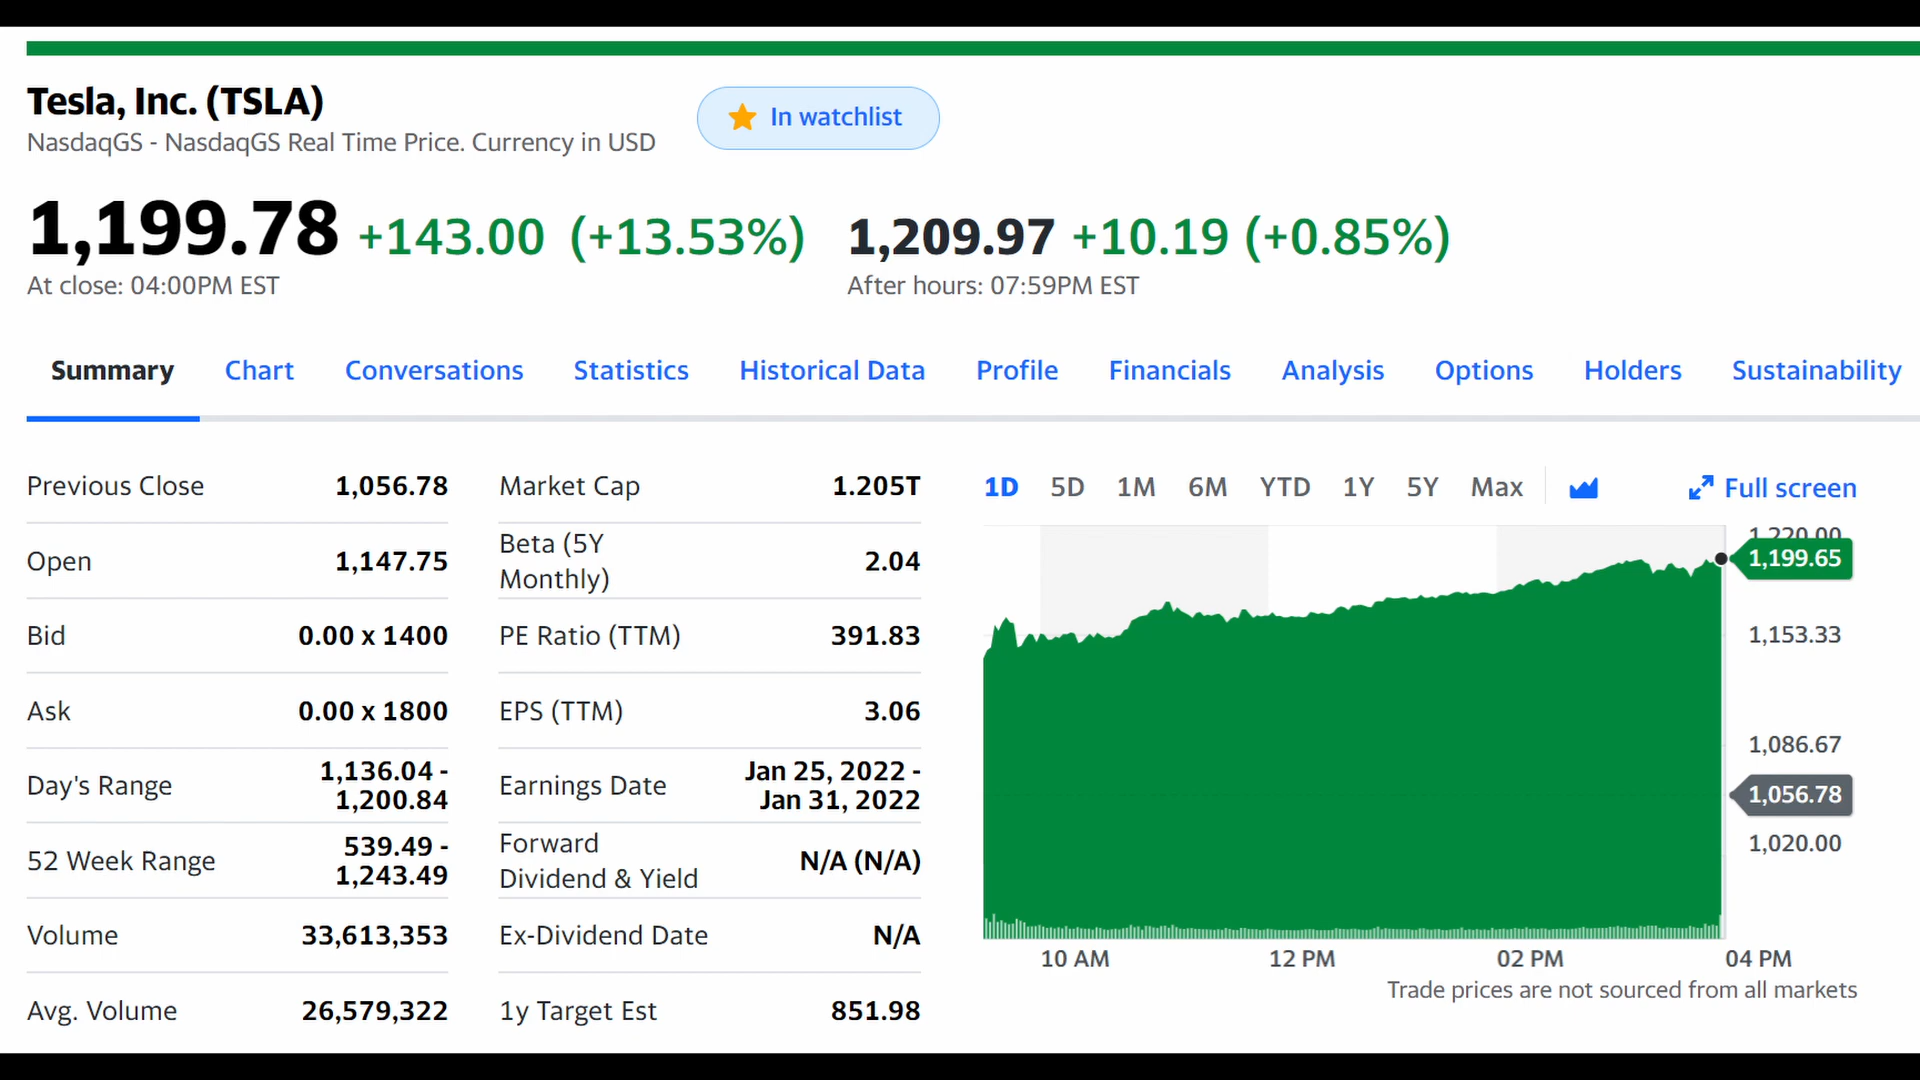 Tesla, Inc. (TSLA)
In watchlist
NasdaqGS - NasdaqGS Real Time Price. Currency in USD
1,199.78 +143.00 (+13.53%) 1,209.97 +10.19 (+0.85%)
At close: 04:00PM EST After hours: 07:59PM EST
Summary Chart Conversations Statistics Historical Data Profile Financials Analysis Options Holders Sustainability
Previous Close 1,056.78
Open 1,147.75
Bid 0.00 x 1400
Ask 0.00 x 1800
Day's Range 1,136.04 -
1,200.84
52 Week Range 539.49 -
1,243.49
Volume 33,613,353
Avg. Volume 26,579,322
Market Cap 1.205T
Beta (5Y
Monthly) 2.04
PE Ratio (TTM) 391.83
EPS (TTM) 3.06
Earnings Date Jan 25, 2022 -
Jan 31, 2022
Forward
Dividend & Yield N/A (N/A)
Ex-Dividend Date N/A
1y Target Est 851.98
1D 5D 1M 6M YTD 1Y 5Y Max Full screen
1,220.00
1,199.65
1,153.33
1,086.67
1,056.78
1,020.00
10 AM 12 PM 02 PM 04 PM
Trade prices are not sourced from all markets